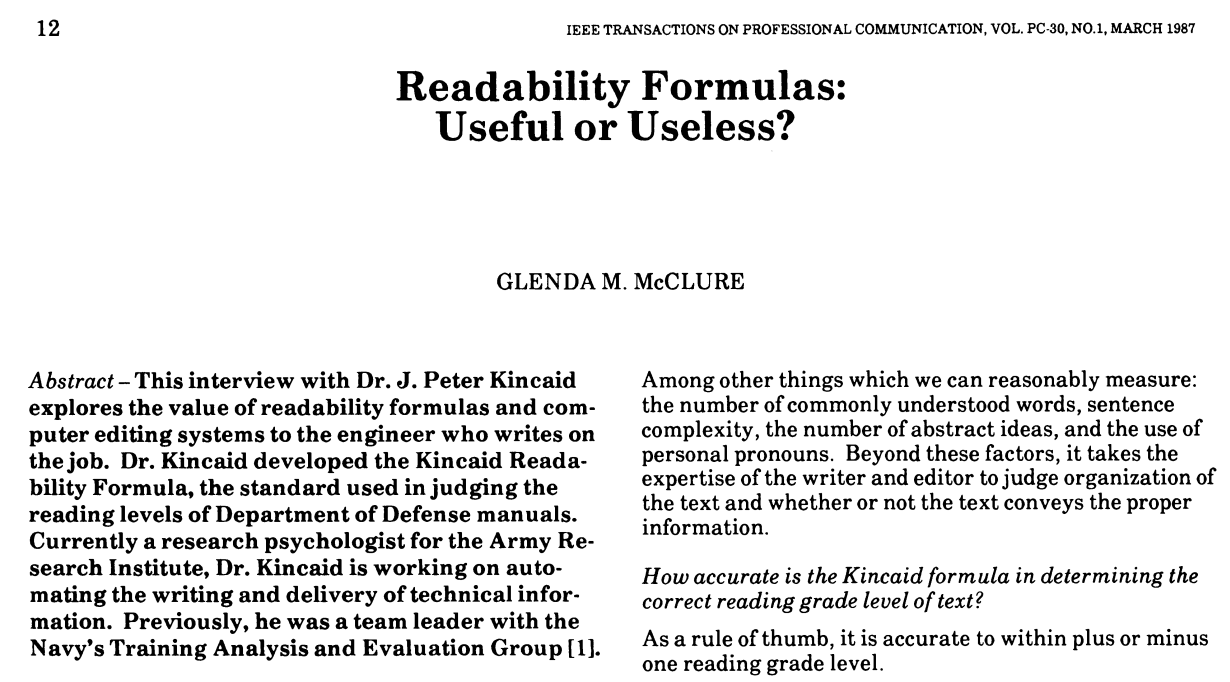 12
IEEE TRANSACTIONS ON PROFESSIONAL COMMUNICATION, VOL. PC-30, NO.1, MARCH 1987
Readability Formulas:
Useful or Useless?
GLENDA M. McCLURE
Abstract – This interview with Dr. J. Peter Kincaid
explores the value of readability formulas and com-
puter editing systems to the engineer who writes on
the job. Dr. Kincaid developed the Kincaid Reada-
bility Formula, the standard used in judging the
reading levels of Department of Defense manuals.
Currently a research psychologist for the Army Re-
search Institute, Dr. Kincaid is working on auto-
mating the writing and delivery of technical infor-
mation. Previously, he was a team leader with the
Navy's Training Analysis and Evaluation Group [1].
Among other things which we can reasonably measure:
the number of commonly understood words, sentence
complexity, the number of abstract ideas, and the use of
personal pronouns. Beyond these factors, it takes the
expertise of the writer and editor to judge organization of
the text and whether or not the text conveys the proper
information.
How accurate is the Kincaid formula in determining the
correct reading grade level of text?
As a rule of thumb, it is accurate to within plus or minus
one reading grade level.